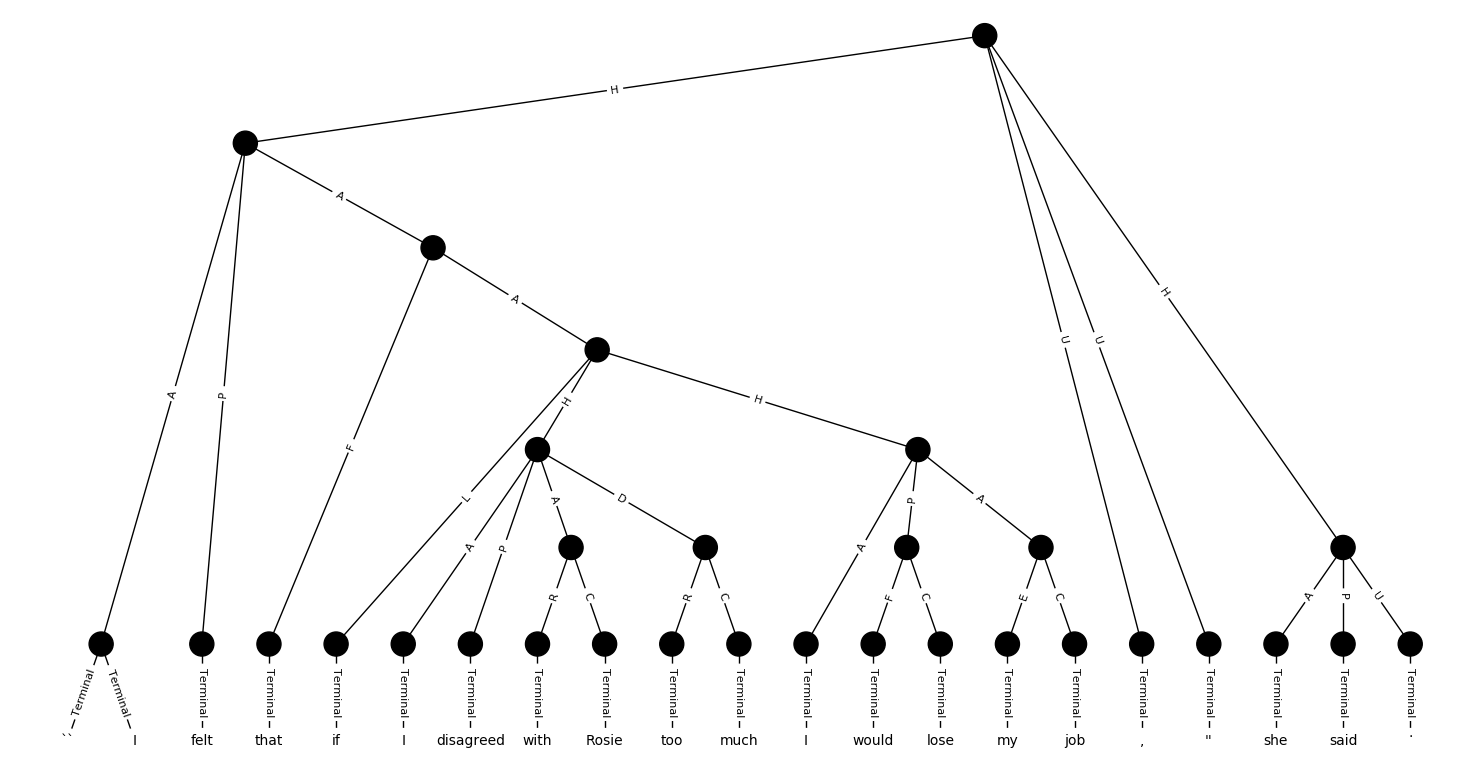 H
A
A
H
A
P
A
H
H
U
U
F
L
A
P
A
D
A
P
A
R
C
R
C
F
C
E
C
A
P
U
Terminal Terminal Terminal Terminal Terminal Terminal Terminal Terminal Terminal Terminal Terminal Terminal Terminal Terminal Terminal Terminal Terminal Terminal Terminal Terminal Terminal
`` I felt that if I disagreed with Rosie too much I would lose my job , " she said .